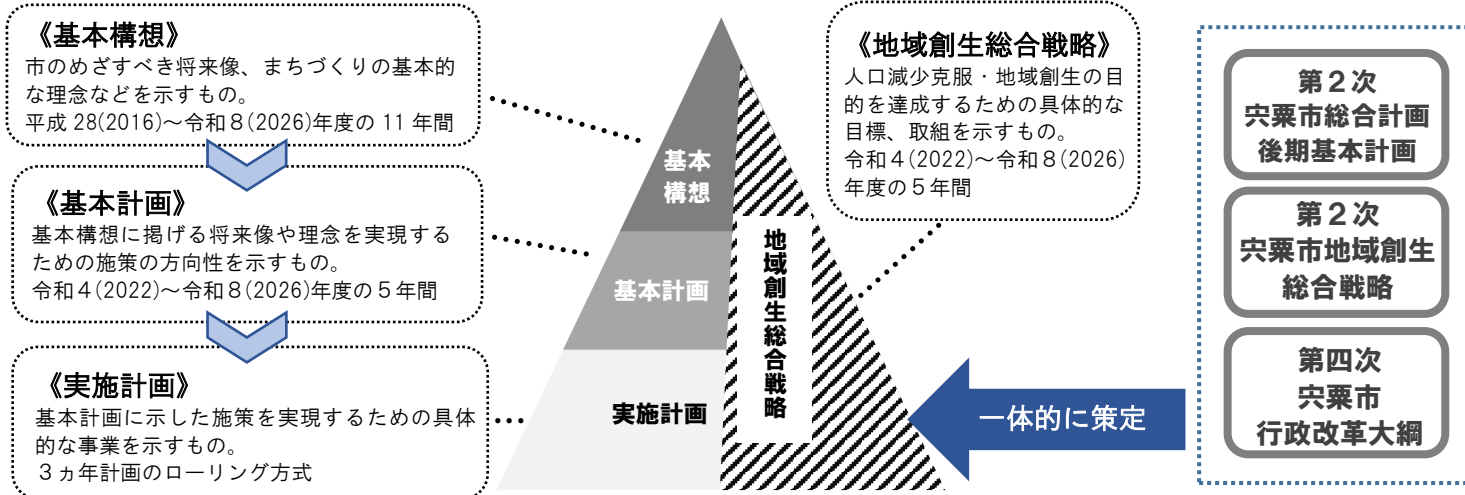 《基本構想》
市のめざすべき将来像、まちづくりの基本的
な理念などを示すもの。
平成 28(2016)~令和８(2026)年度の 11 年間
《基本計画》
基本構想に掲げる将来像や理念を実現する
ための施策の方向性を示すもの。
令和４(2022)~令和８(2026)年度の５年間
《実施計画》
基本計画に示した施策を実現するための具体
的な事業を示すもの。
３ヵ年計画のローリング方式
基本
構想
基本計画
実施計画
地域創生総合戦略
《地域創生総合戦略》
人口減少克服・地域創生の目
的を達成するための具体的な
目標、取組を示すもの。
令和４(2022)~令和８(2026)
年度の５年間
一体的に策定
第２次
宍粟市総合計画
後期基本計画
第２次
宍粟市地域創生
総合戦略
第四次
宍粟市
行政改革大綱